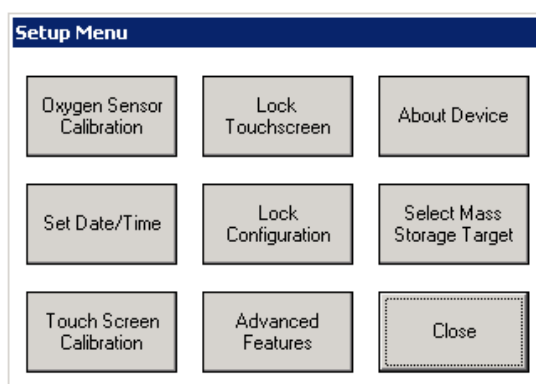 Setup Menu
Oxygen Sensor
Calibration
Lock
Touchscreen
About Device
Set Date/Time
Lock
Configuration
Select Mass
Storage Target
Touch Screen
Calibration
Advanced
Features
Close